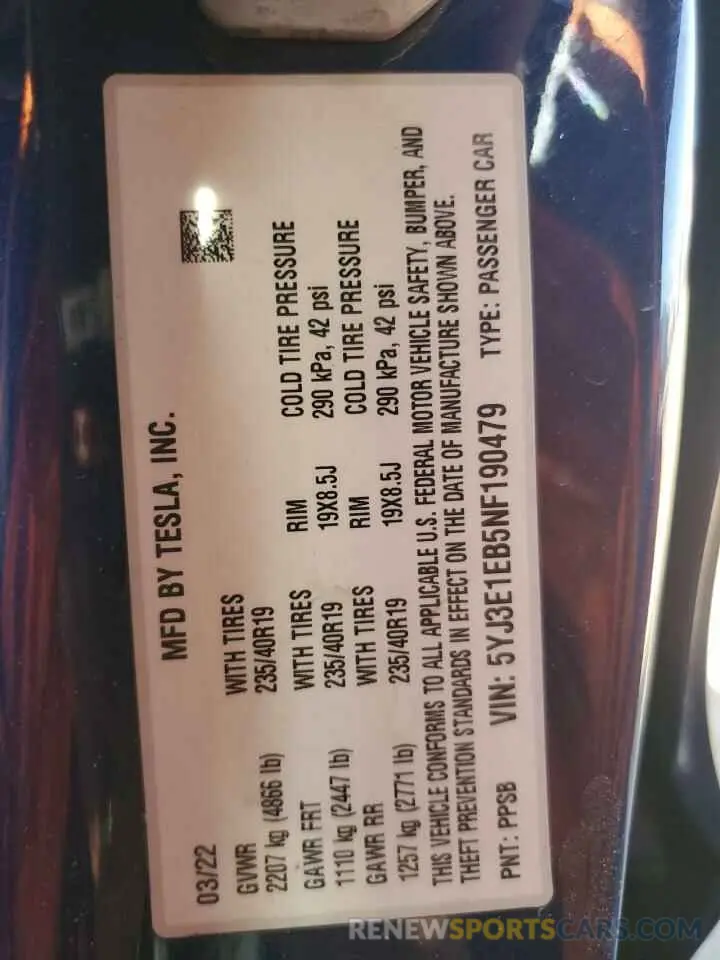 MFD BY TESLA, INC.
03/22
GVWR
2207 kg (4866 lb)
WITH TIRES
235/40R19
GAWR FRT
1110 kg (2447 lb)
WITH TIRES
235/40R19
RIM
19X8.5J
COLD TIRE PRESSURE
290 kPa, 42 psi
GAWR RR
1257 kg (2771 lb)
WITH TIRES
235/40R19
RIM
19X8.5J
COLD TIRE PRESSURE
290 kPa, 42 psi
THIS VEHICLE CONFORMS TO ALL APPLICABLE U.S. FEDERAL MOTOR VEHICLE SAFETY, BUMPER, AND
THEFT PREVENTION STANDARDS IN EFFECT ON THE DATE OF MANUFACTURE SHOWN ABOVE.
PNT: PPSB VIN: 5YJ3E1EB5NF190479 TYPE: PASSENGER CAR
RENEWSPORTSCARS.COM